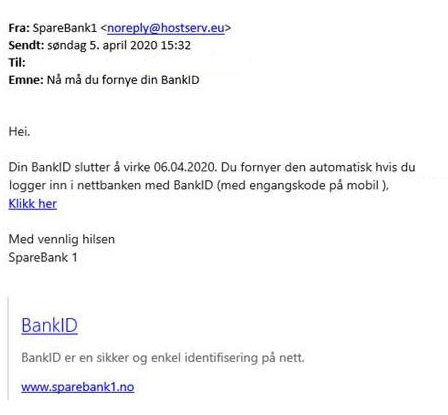 Fra: SpareBank1 <noreply@hostserv.eu>
Sendt: søndag 5. april 2020 15:32
Til:
Emne: Nå må du fornye din BankID
Hei.
Din BankID slutter å virke 06.04.2020. Du fornyer den automatisk hvis du
logger inn i nettbanken med BankID (med engangskode på mobil ),
Klikk her
Med vennlig hilsen
SpareBank 1
BankID
BankID er en sikker og enkel identifisering på nett.
www.sparebank1.no